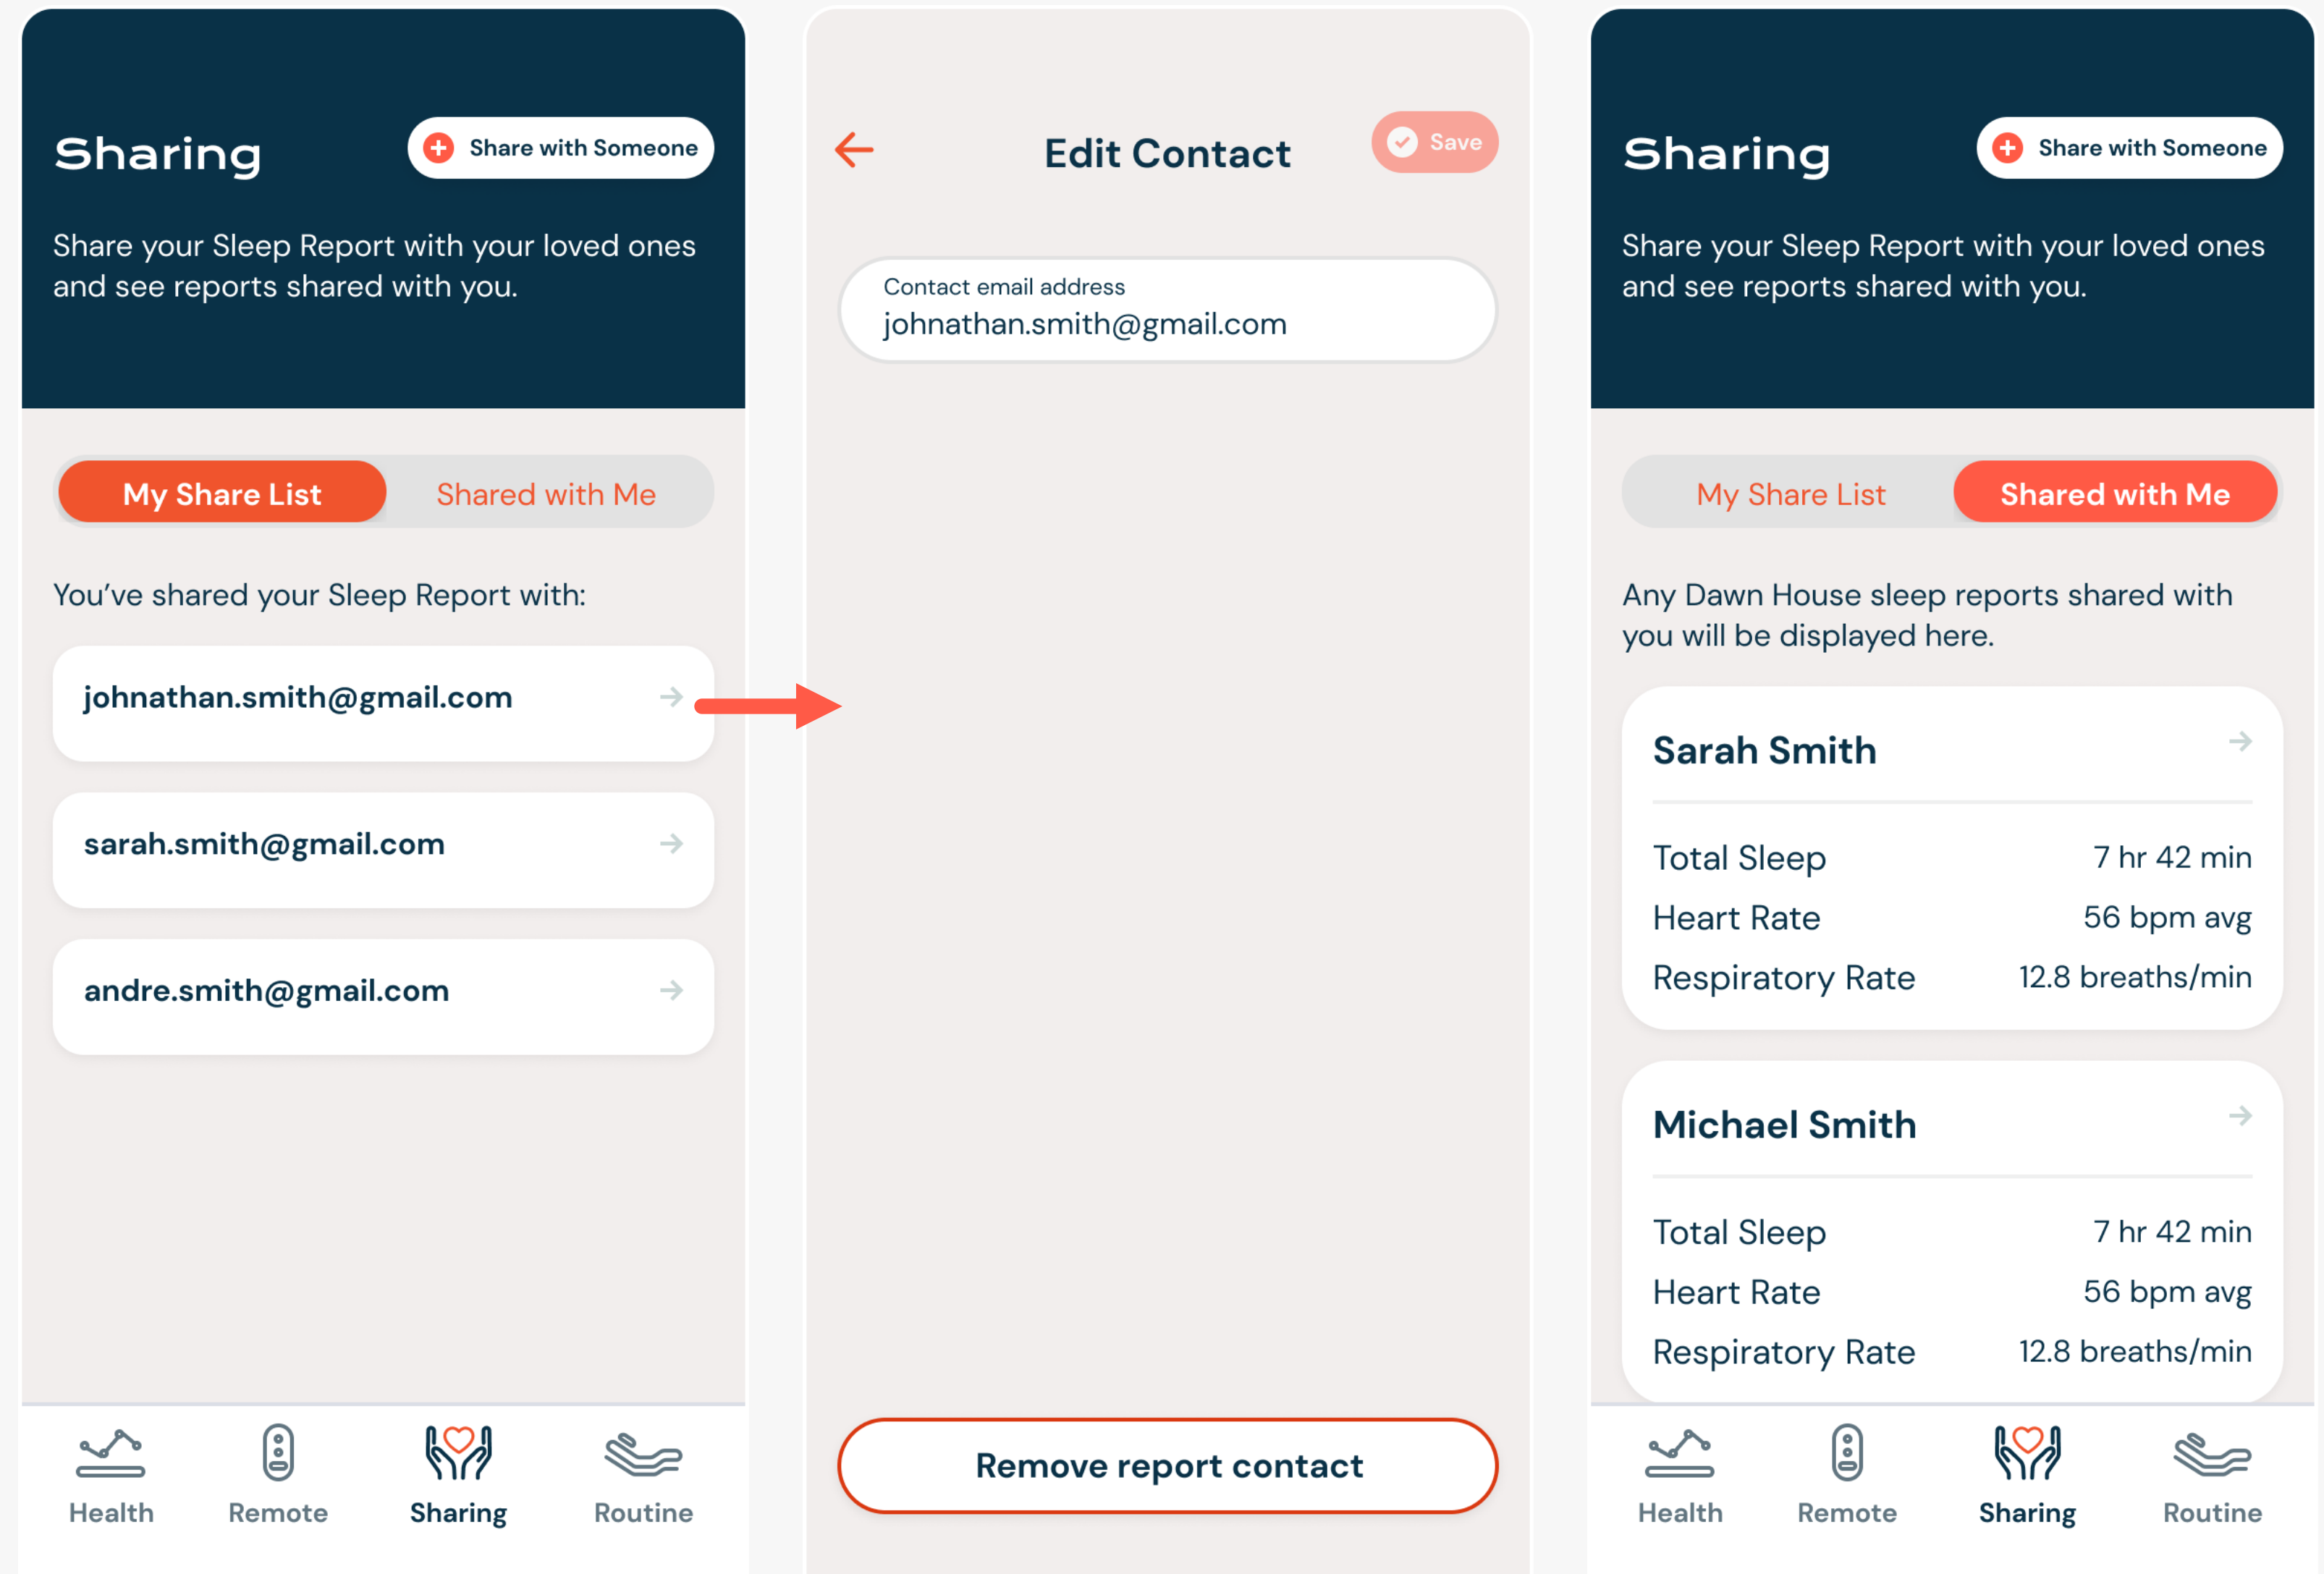 Sharing
Share with Someone
Share your Sleep Report with your loved ones
and see reports shared with you.
My Share List
Shared with Me
You’ve shared your Sleep Report with:
johnathan.smith@gmail.com
sarah.smith@gmail.com
andre.smith@gmail.com
Health
Remote
Sharing
Routine
Edit Contact
Save
Contact email address
johnathan.smith@gmail.com
Remove report contact
Sharing
Share with Someone
Share your Sleep Report with your loved ones
and see reports shared with you.
My Share List
Shared with Me
Any Dawn House sleep reports shared with
you will be displayed here.
Sarah Smith
Total Sleep 7 hr 42 min
Heart Rate 56 bpm avg
Respiratory Rate 12.8 breaths/min
Michael Smith
Total Sleep 7 hr 42 min
Heart Rate 56 bpm avg
Respiratory Rate 12.8 breaths/min
Health
Remote
Sharing
Routine